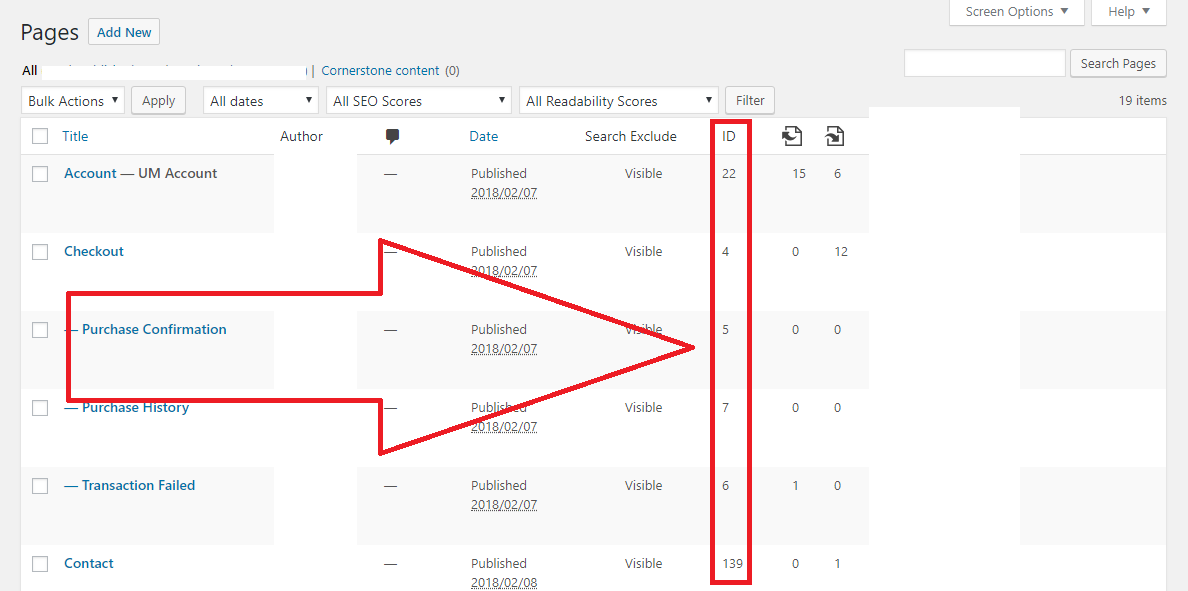 Screen Options ▼ Help ▼
Pages Add New
All | Cornerstone content (0)
Search Pages
Bulk Actions ▼ Apply All dates ▼ All SEO Scores ▼ All Readability Scores ▼ Filter 19 items
Title Author Date Search Exclude ID
Account — UM Account — Published Visible 22 15 6
2018/02/07
Checkout — Published Visible 4 0 12
2018/02/07
— Purchase Confirmation — Published Visible 5 0 0
2018/02/07
— Purchase History — Published Visible 7 0 0
2018/02/07
— Transaction Failed — Published Visible 6 1 0
2018/02/07
Contact — Published Visible 139 0 1
2018/02/08